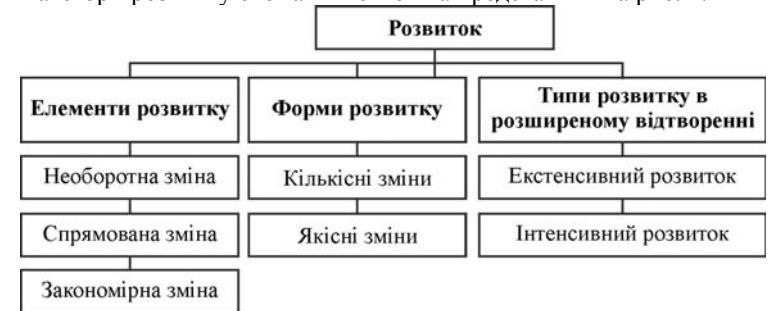 Розвиток
Елементи розвитку
Форми розвитку
Типи розвитку в
розширеному відтворенні
Необоротна зміна
Кількісні зміни
Екстенсивний розвиток
Спрямована зміна
Якісні зміни
Інтенсивний розвиток
Закономірна зміна